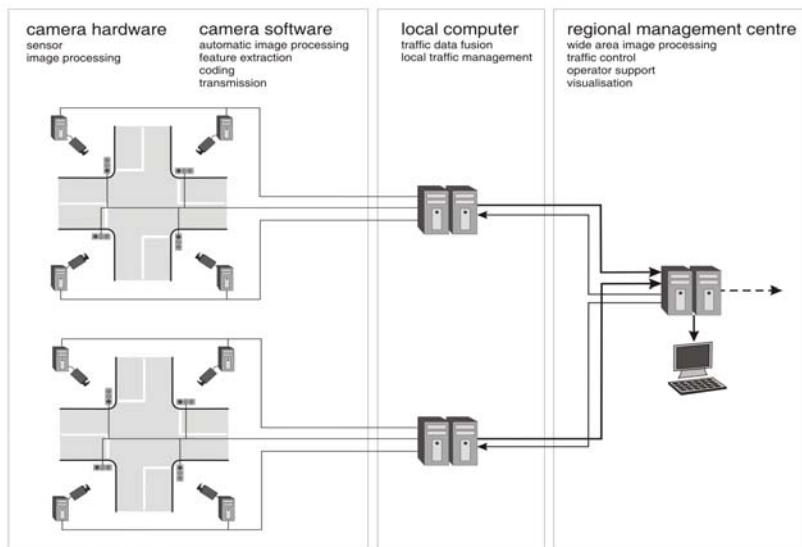 camera hardware
sensor
image processing
camera software
automatic image processing
feature extraction
coding
transmission
local computer
traffic data fusion
local traffic management
regional management centre
wide area image processing
traffic control
operator support
visualisation